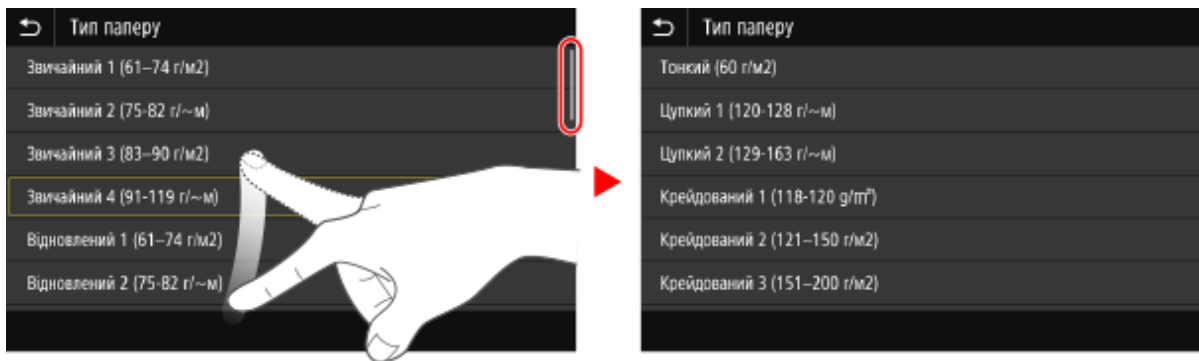 Тип паперу
Звичайний 1 (61–74 г/м2)
Звичайний 2 (75-82 г/~м)
Звичайний 3 (83–90 г/м2)
Звичайний 4 (91-119 г/~м)
Відновлений 1 (61–74 г/м2)
Відновлений 2 (75-82 г/~м)
Тип паперу
Тонкий (60 г/м2)
Цупкий 1 (120-128 г/~м)
Цупкий 2 (129-163 г/~м)
Крейдований 1 (118-120 g/m²)
Крейдований 2 (121–150 г/м2)
Крейдований 3 (151–200 г/м2)